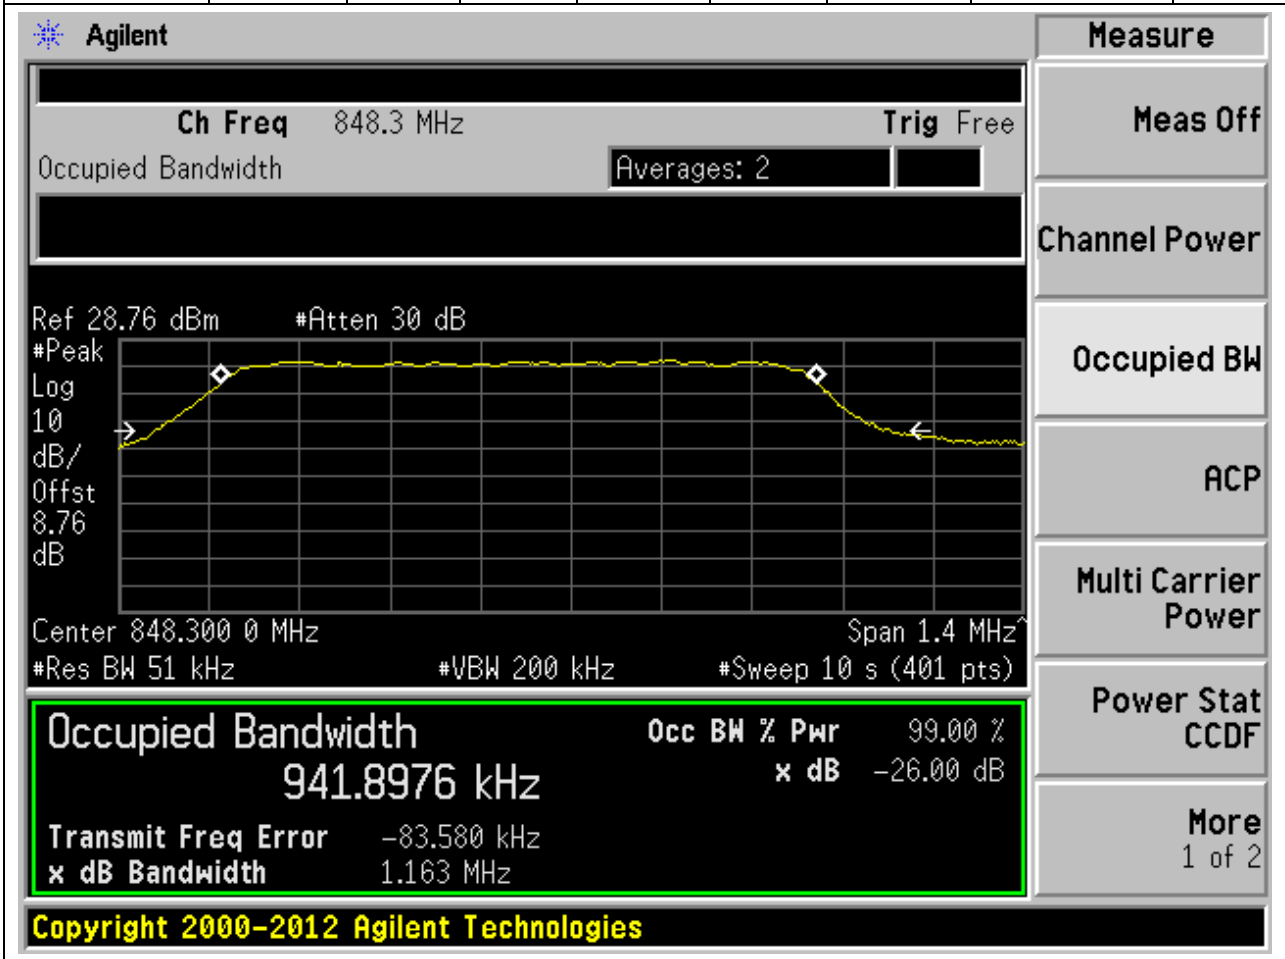 Agilent
Measure
Ch Freq 848.3 MHz Trig Free
Occupied Bandwidth Averages: 2
Meas Off
Channel Power
Occupied BW
ACP
Multi Carrier
Power
Power Stat
CCDF
More
1 of 2
Ref 28.76 dBm #Atten 30 dB
#Peak
Log
10
dB/
Offst
8.76
dB
Center 848.300 0 MHz Span 1.4 MHz^
#Res BW 51 kHz #VBW 200 kHz #Sweep 10 s (401 pts)
Occupied Bandwidth Occ BW % Pwr 99.00 %
941.8976 kHz x dB -26.00 dB
Transmit Freq Error -83.580 kHz
x dB Bandwidth 1.163 MHz
Copyright 2000-2012 Agilent Technologies